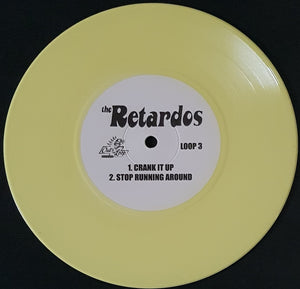 the Retardos
LOOP 3
1. CRANK IT UP
2. STOP RUNNING AROUND